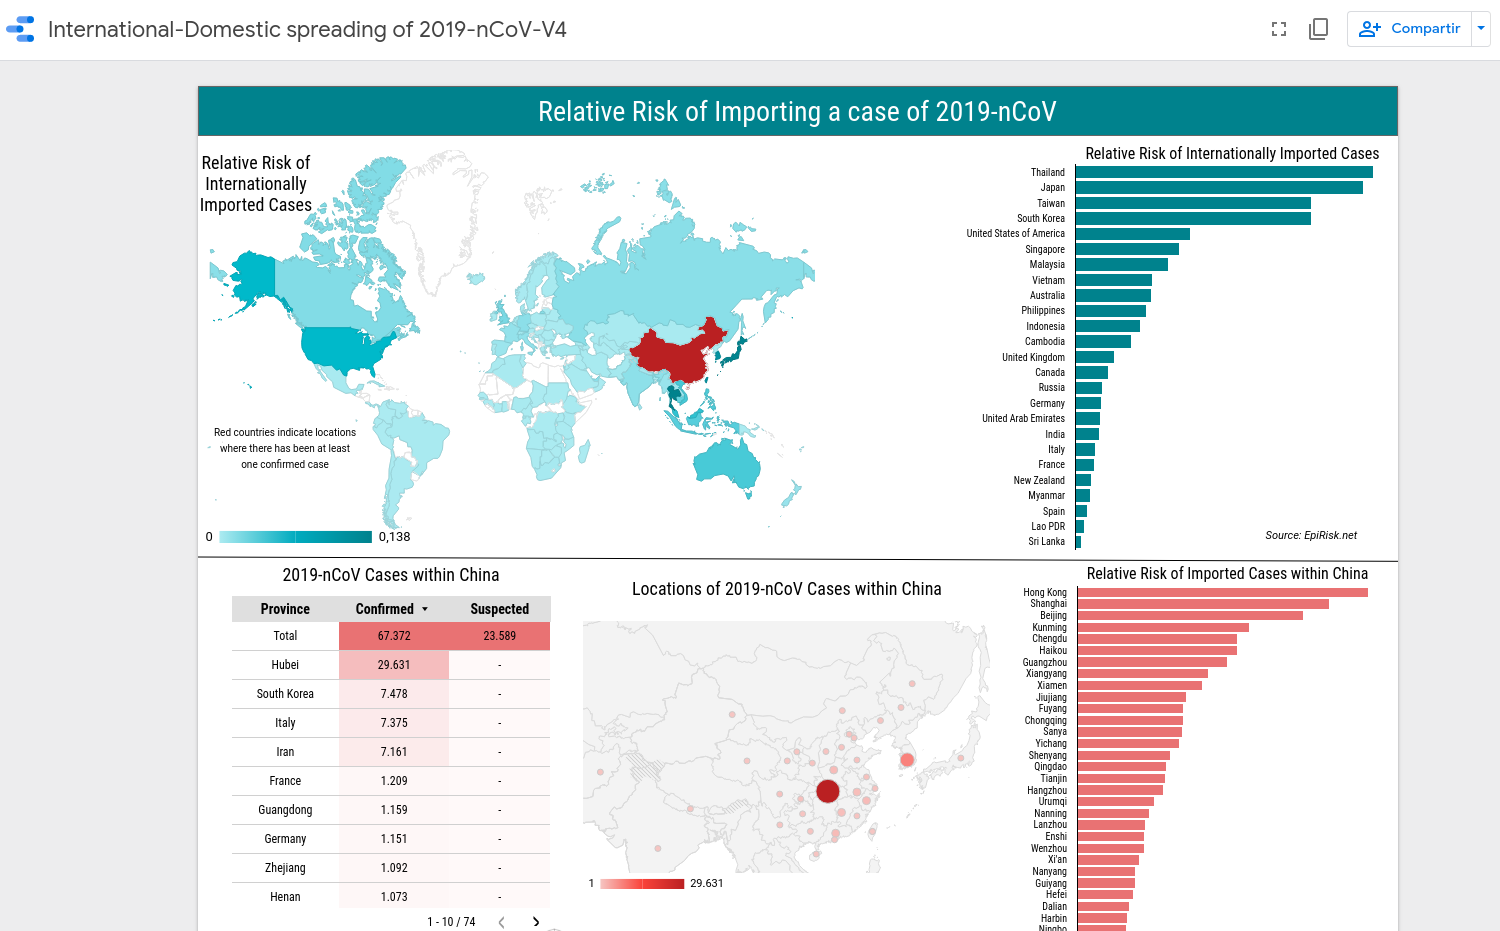 International-Domestic spreading of 2019-nCoV-V4
Compartir
Relative Risk of Importing a case of 2019-nCoV
Relative Risk of
Internationally
Imported Cases
Red countries indicate locations
where there has been at least
one confirmed case
0
0,138
Relative Risk of Internationally Imported Cases
Thailand
Japan
Taiwan
South Korea
United States of America
Singapore
Malaysia
Vietnam
Australia
Philippines
Indonesia
Cambodia
United Kingdom
Canada
Russia
Germany
United Arab Emirates
India
Italy
France
New Zealand
Myanmar
Spain
Lao PDR
Sri Lanka
Source: EpiRisk.net
2019-nCoV Cases within China
Province Confirmed Suspected
Total 67.372 23.589
Hubei 29.631 -
South Korea 7.478 -
Italy 7.375 -
Iran 7.161 -
France 1.209 -
Guangdong 1.159 -
Germany 1.151 -
Zhejiang 1.092 -
Henan 1.073 -
1 - 10 / 74
Locations of 2019-nCoV Cases within China
1
29.631
Relative Risk of Imported Cases within China
Hong Kong
Shanghai
Beijing
Kunming
Chengdu
Haikou
Guangzhou
Xiangyang
Xiamen
Jiujiang
Fuyang
Chongqing
Sanya
Yichang
Shenyang
Qingdao
Tianjin
Hangzhou
Urumqi
Nanning
Lanzhou
Enshi
Wenzhou
Xi'an
Nanyang
Guiyang
Hefei
Dalian
Harbin
Ningbo